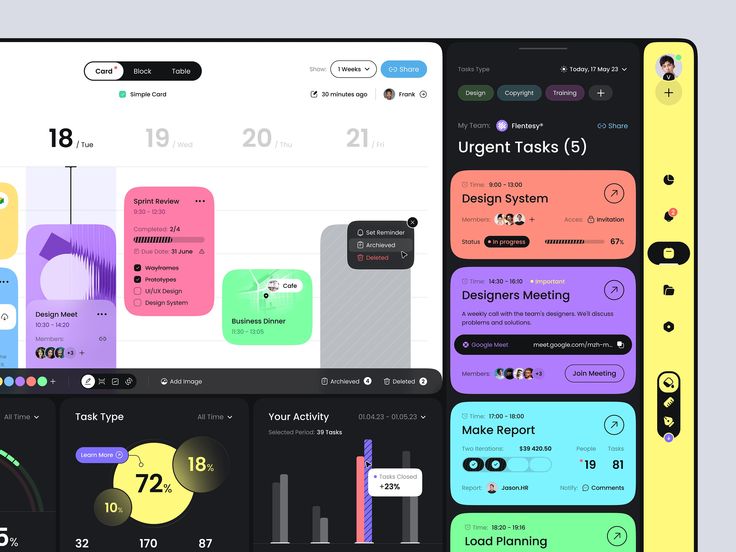 Card
Block
Table
Simple Card
Show:
1 Weeks
Share
30 minutes ago
Frank
18 / Tue
19 / Wed
20 / Thu
21 / Fri
Design Meet
10:30 - 14:20
Members:
+3
Sprint Review
9:30 - 12:30
Completed: 2/4
Due Date: 31 June
Wayframes
Prototypes
UI/UX Design
Design System
Cafe
Business Dinner
11:30 - 13:05
Set Reminder
Archieved
Deleted
Add Image
Archieved 4
Deleted 2
All Time
Task Type
All Time
Learn More
72%
18%
10%
32
170
87
5%
Your Activity
01.04.23 - 01.05.23
Selected Period: 39 Tasks
Tasks Closed
+23%
Tasks Type
Today, 17 May 23
Design
Copyright
Training
My Team:
Flentesy®
Share
Urgent Tasks (5)
Time: 9:00 - 13:00
Design System
Members:
Acces:
Invitation
Status
In progress
67%
Time: 14:30 - 16:10
Important
Designers Meeting
A weekly call with the team's designers. We'll discuss
problems and solutions.
Google Meet
meet.google.com/mzh-m...
Members:
+3
Join Meeting
Time: 17:00 - 18:00
Make Report
Two Iterations:
$39 420.50
People
Tasks
19
81
Report:
Jason.HR
Notify:
Comments
Time: 18:20 - 19:16
Load Planning
V
2